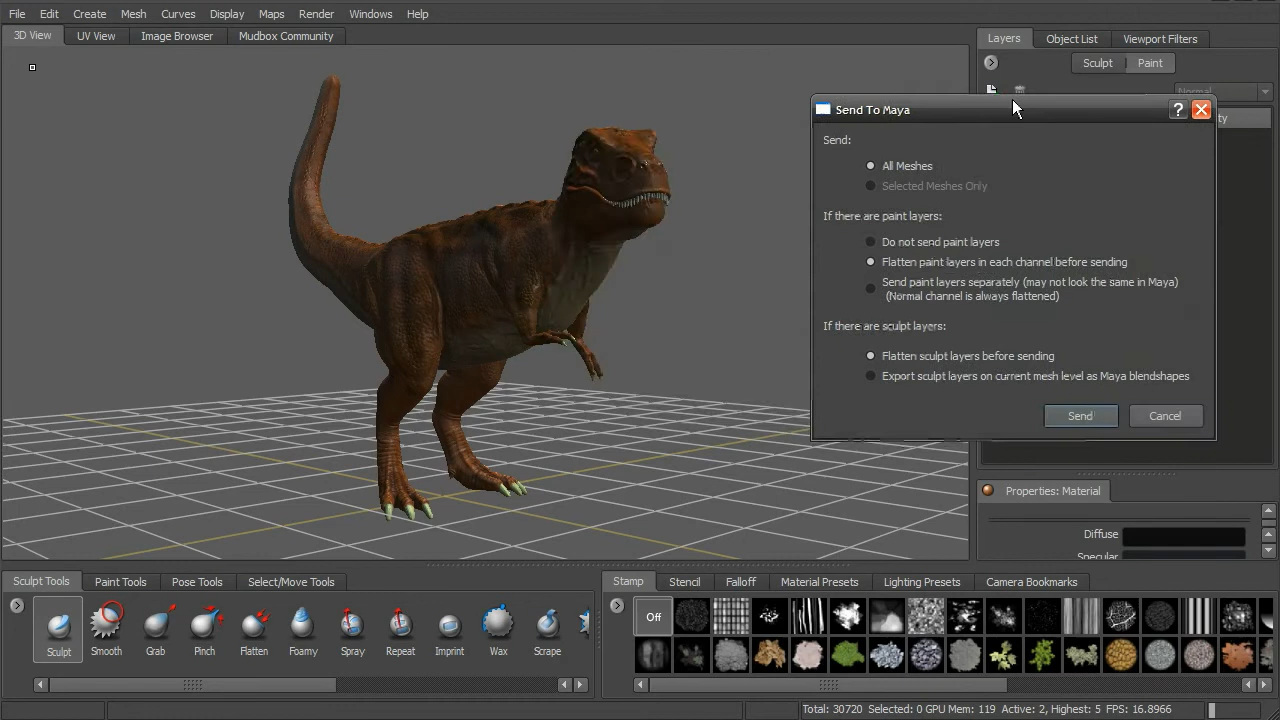 File Edit Create Mesh Curves Display Maps Render Windows Help
3D View UV View Image Browser Mudbox Community
Layers Object List Viewport Filters
Sculpt Paint
Normal
Send To Maya ?
ty
Send:
All Meshes
Selected Meshes Only
If there are paint layers:
Do not send paint layers
Flatten paint layers in each channel before sending
Send paint layers separately (may not look the same in Maya)
(Normal channel is always flattened)
If there are sculpt layers:
Flatten sculpt layers before sending
Export sculpt layers on current mesh level as Maya blendshapes
Send Cancel
Properties: Material
Diffuse
Specular
Sculpt Tools Paint Tools Pose Tools Select/Move Tools
Sculpt Smooth Grab Pinch Flatten Foamy Spray Repeat Imprint Wax Scrape
Stamp Stencil Falloff Material Presets Lighting Presets Camera Bookmarks
Off
Total: 30720 Selected: 0 GPU Mem: 119 Active: 2, Highest: 5 FPS: 16.8966